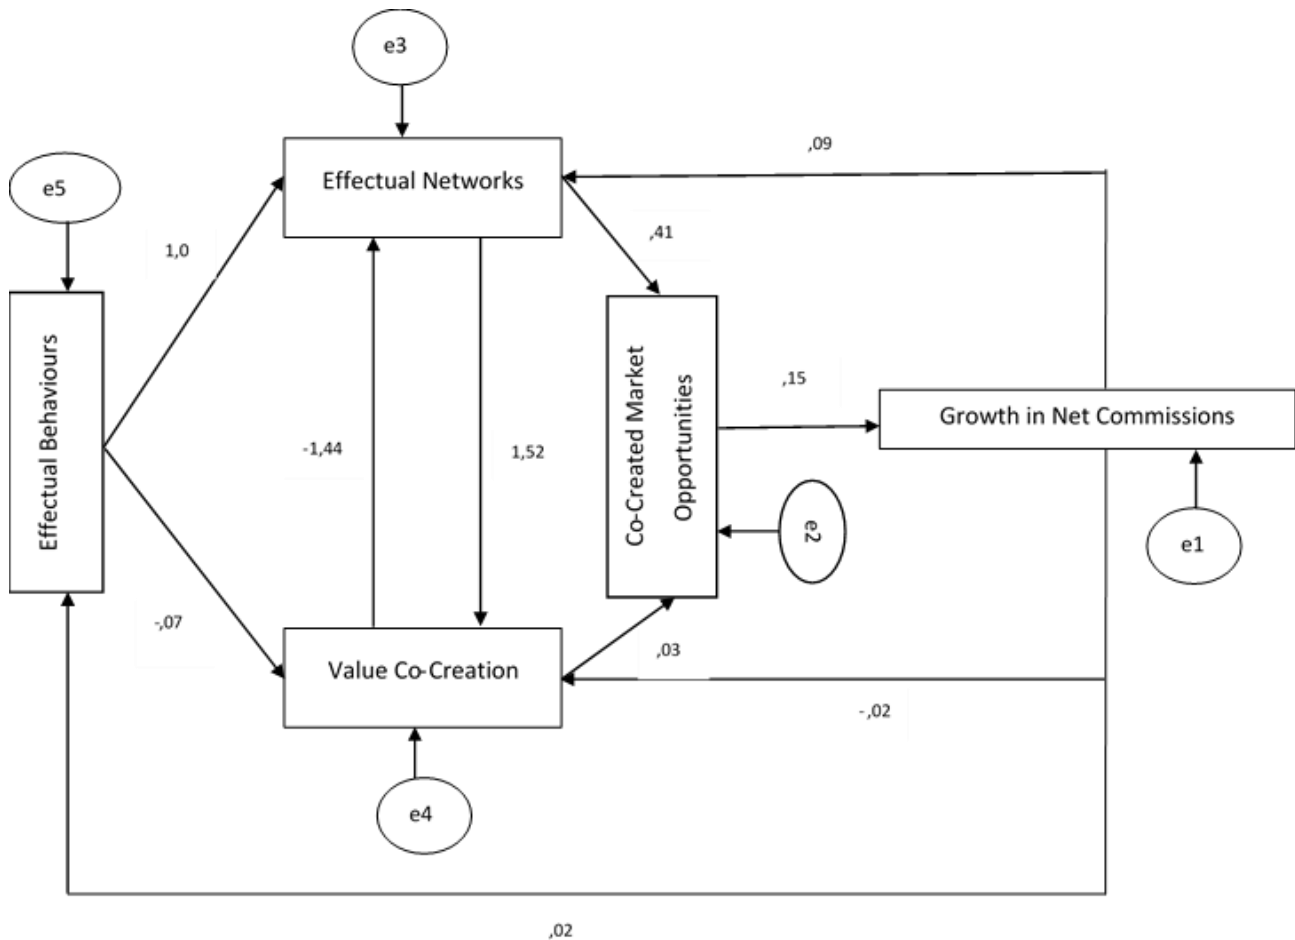 e3
,09
Effectual Networks
e5
,41
1,0
Effectual Behaviours
Co-Created Market
Opportunities
,15
Growth in Net Commissions
-1,44
1,52
e2
e1
-,07
,03
Value Co-Creation
-,02
e4
,02